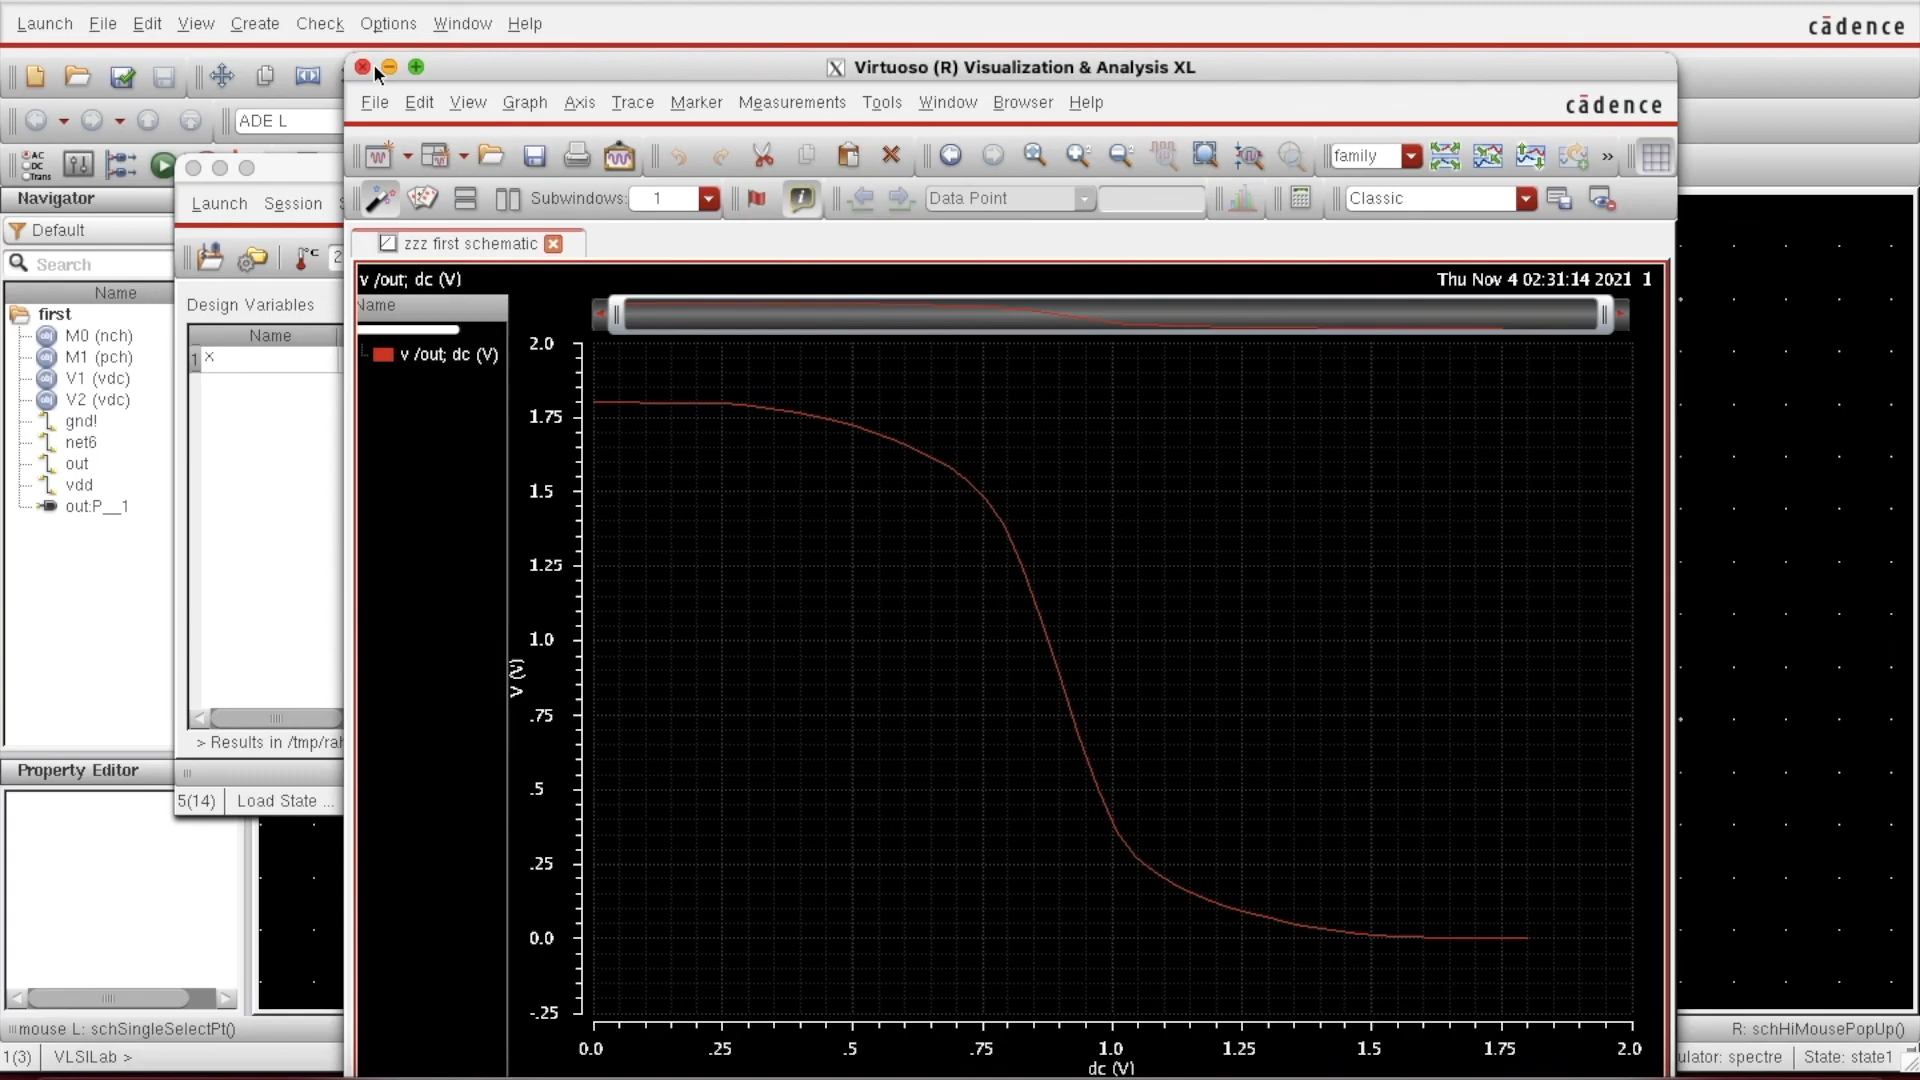 Launch File Edit View Create Check Options Window Help
cādence
Virtuoso (R) Visualization & Analysis XL
File Edit View Graph Axis Trace Marker Measurements Tools Window Browser Help
cādence
ADE L
family
»
AC
DC
Trans
Launch Session
Subwindows: 1
Data Point
Classic
Navigator
Default
Search
Name
first
M0 (nch)
M1 (pch)
V1 (vdc)
V2 (vdc)
gnd!
net6
out
vdd
out:P__1
°C
2
Design Variables
Name
1 x
> Results in /tmp/ra
5(14) Load State ...
zzz first schematic
v /out; dc (V)
Thu Nov 4 02:31:14 2021 1
Name
v /out; dc (V)
2.0
1.75
1.5
1.25
1.0
.75
.5
.25
0.0
-.25
V (V)
0.0 .25 .5 .75 1.0 1.25 1.5 1.75 2.0
dc (V)
Property Editor
mouse L: schSingleSelectPt()
R: schHiMousePopUp()
1(3) VLSILab >
ulator: spectre State: state1